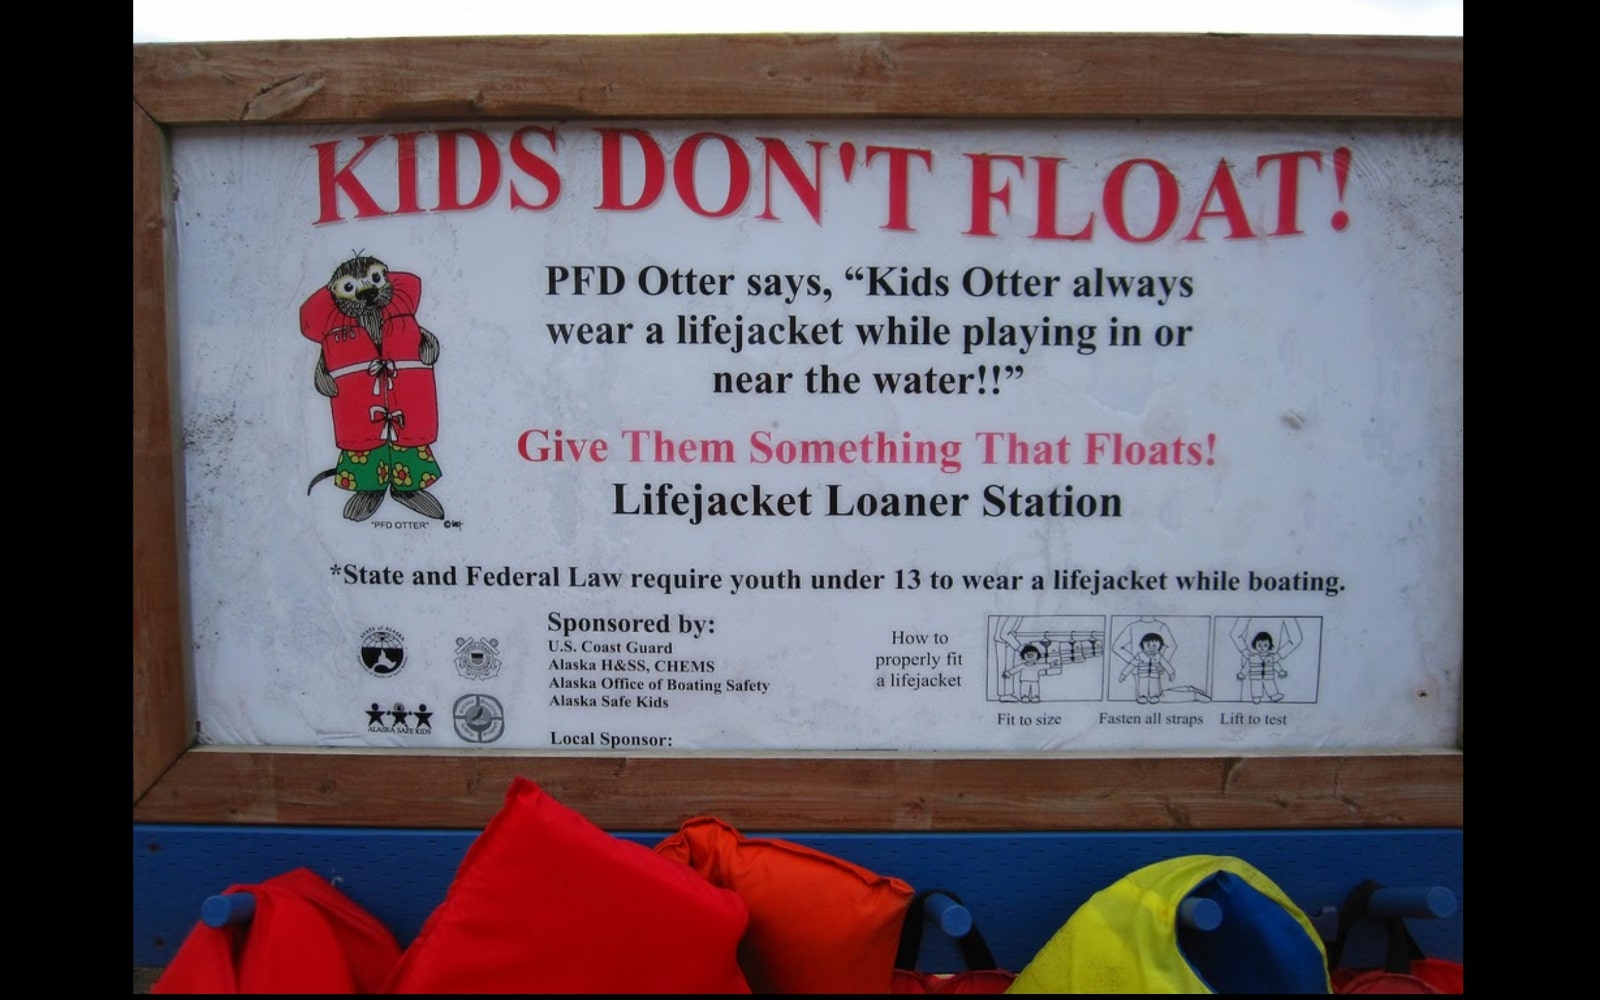 KIDS DON'T FLOAT!
PFD Otter says, “Kids Otter always
wear a lifejacket while playing in or
near the water!!”
Give Them Something That Floats!
Lifejacket Loaner Station
"PFD OTTER"
*State and Federal Law require youth under 13 to wear a lifejacket while boating.
STATE of ALASKA
ALASKA SAFE KIDS
Sponsored by:
U.S. Coast Guard
Alaska H&SS, CHEMS
Alaska Office of Boating Safety
Alaska Safe Kids
Local Sponsor:
How to
properly fit
a lifejacket
Fit to size
Fasten all straps
Lift to test